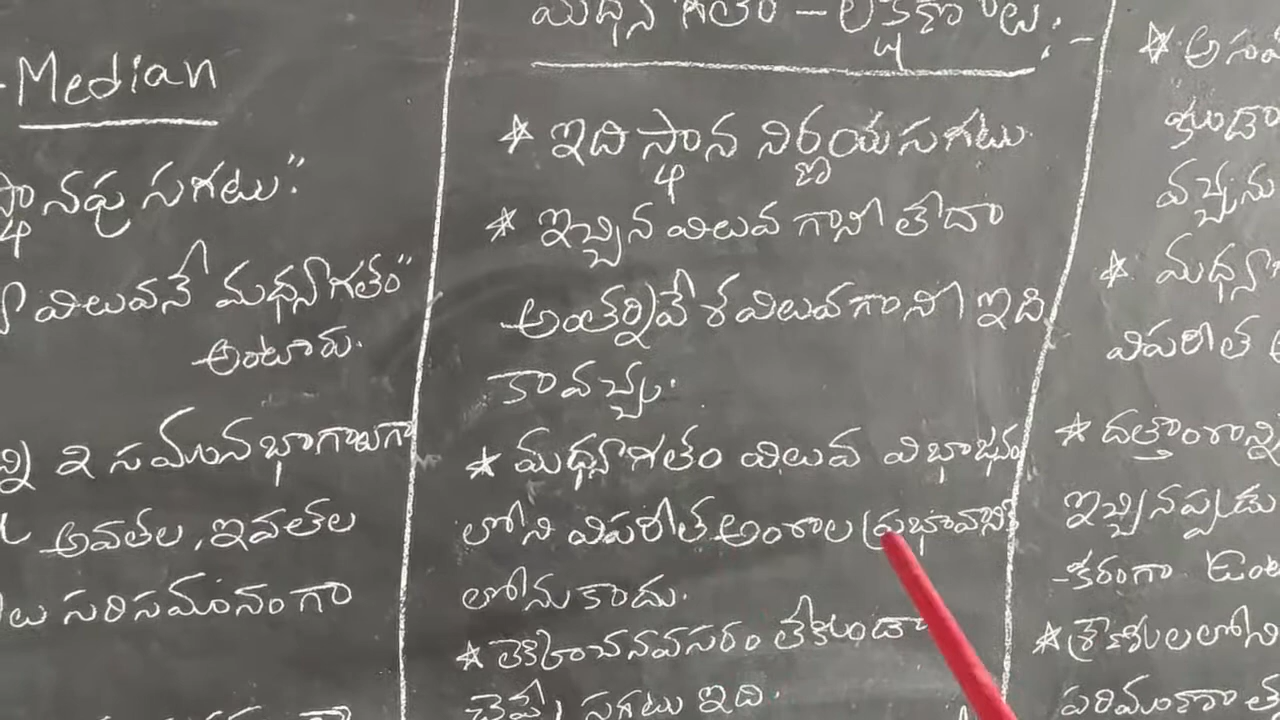 Median
స్థానపు సగటు."
విలువనే మధ్యగతం"
అంటారు.
2 సమాన భాగాలుగా
అవతల, ఇవతల
సరిసమానంగా
మధ్యగతం - లక్షణాలు:-
* ఇది స్థాన నిర్ణయ సగటు
* ఇచ్చిన విలువ గానీ లేదా
అంతర్నివేశ విలువగానీ ఇది
కావచ్చు.
* మధ్యగతం విలువ విభాజనం
లోని విపరీత అంశాల ప్రభావానికి
లోనుకాదు.
* లెక్కించనవసరం లేకుండా
చెప్పే సగటు ఇది.
*
కుండా
వచ్చును
*
విపరీత
* దత్తాంశాన్ని
ఇచ్చినప్పుడు
-కరంగా
* శ్రేణులలోని
పరిమాణా